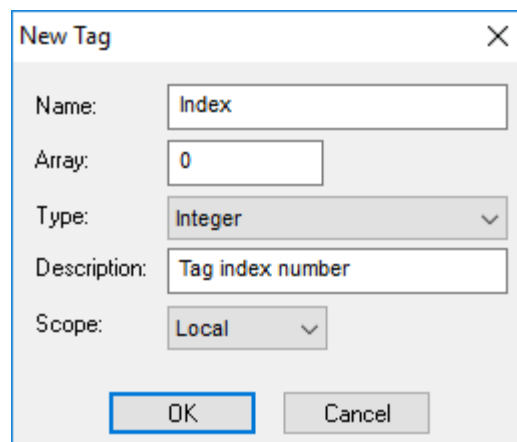 New Tag
Name: Index
Array: 0
Type: Integer
Description: Tag index number
Scope: Local
OK Cancel